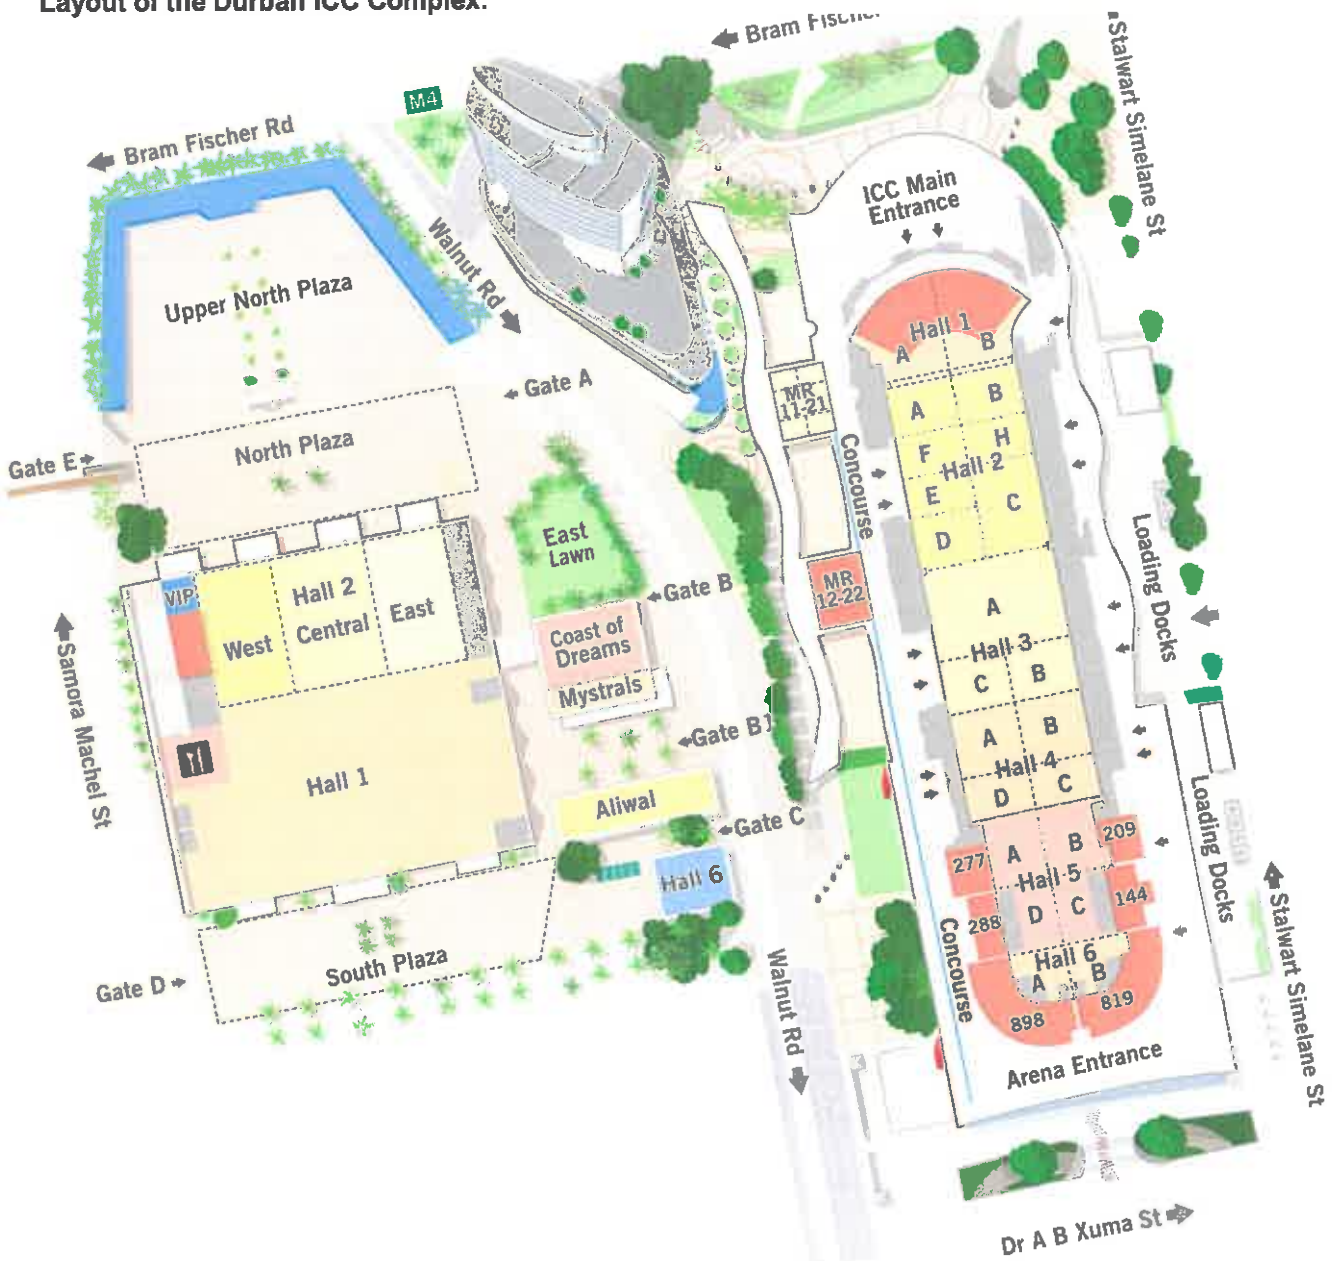 Layout of the Durban ICC Complex:
Bram Fischer
Stalwart Simelane St
M4
Bram Fischer Rd
ICC Main
Entrance
Walnut Rd
Upper North Plaza
Hall 1
A
B
Gate A
MR
11-21
A
B
F
H
Hall 2
E
C
D
North Plaza
Gate E
Concourse
East
Lawn
Loading Docks
VIP
Hall 2
West
Central
East
Gate B
MR
12-22
Coast of
Dreams
Mystrals
A
Hall 3
C
B
Samora Machel St
Gate B1
A
B
Hall 4
D
C
Hall 1
Aliwal
Gate C
Loading Docks
277
A
B
209
Hall 5
Hall 6
288
D
C
144
Stalwart Simelane St
South Plaza
Gate D
Walnut Rd
Concourse
Hall 6
A
B
898
819
Arena Entrance
Dr A B Xuma St